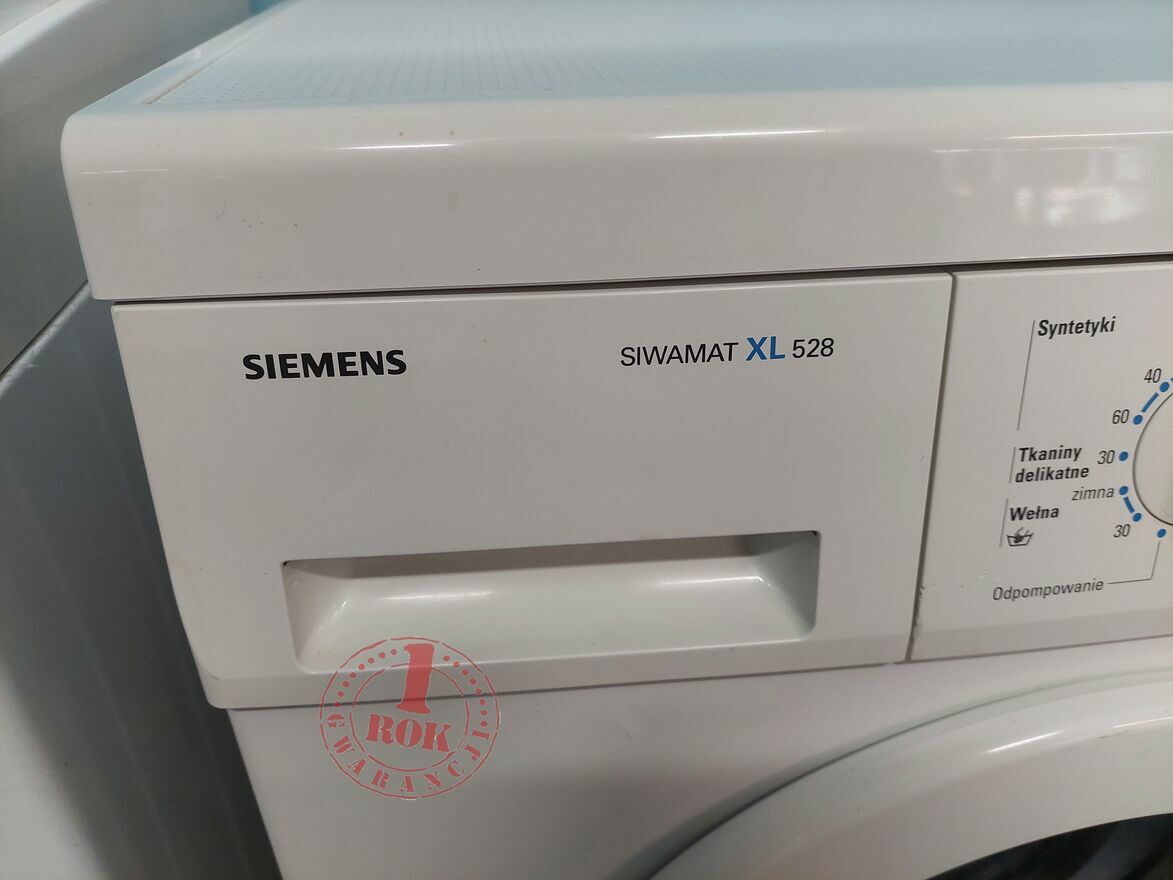 SIEMENS
SIWAMAT XL 528
Syntetyki
40
60
Tkaniny
delikatne
30
zimna
Wełna
30
Odpompowanie
1
ROK
GWARANCJI